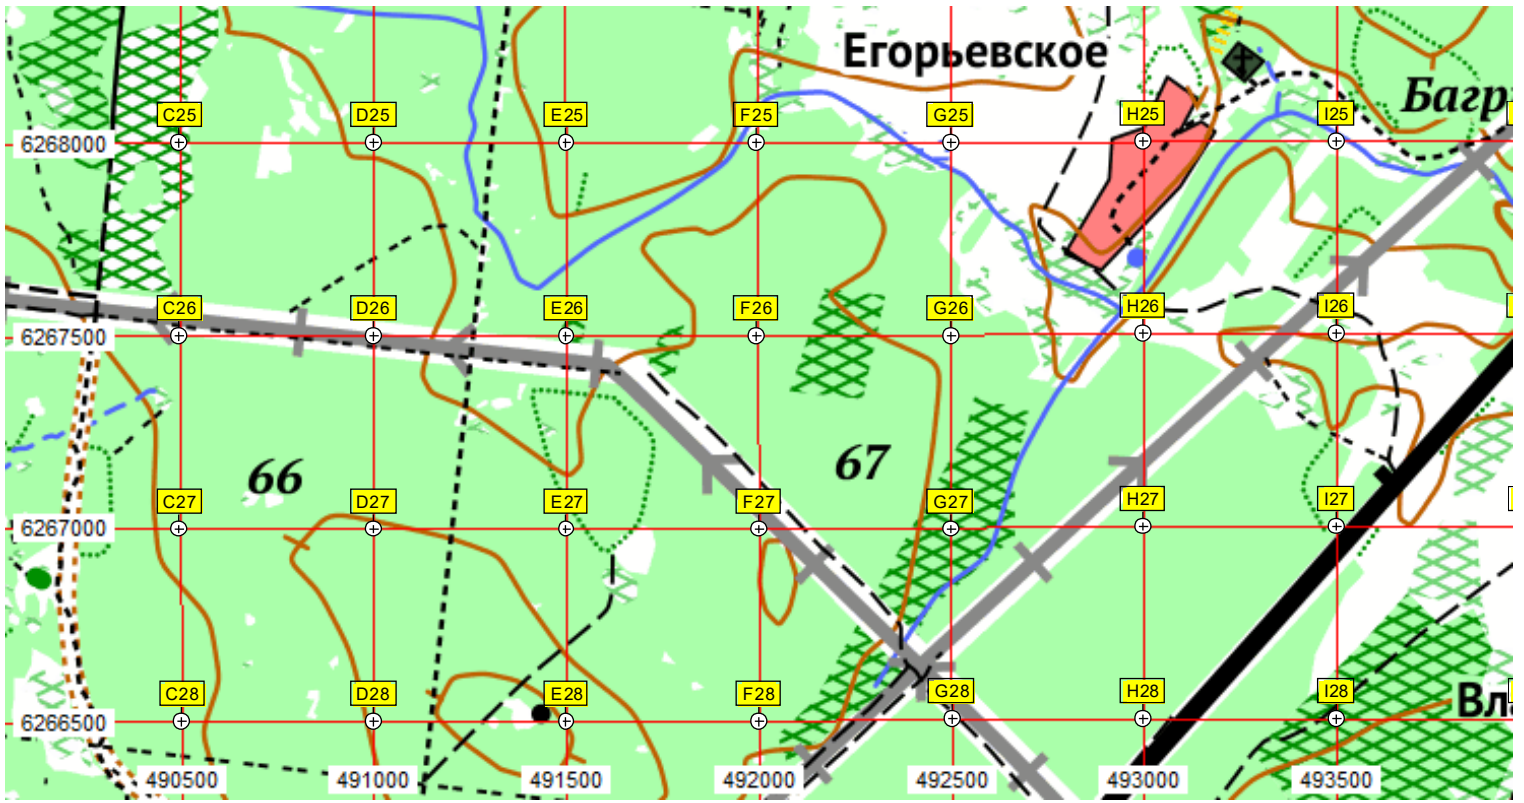 Егорьевское
Багр
C25 D25 E25 F25 G25 H25 I25
6268000
C26 D26 E26 F26 G26 H26 I26
6267500
66
67
C27 D27 E27 F27 G27 H27 I27
6267000
C28 D28 E28 F28 G28 H28 I28
Вл
6266500
490500 491000 491500 492000 492500 493000 493500